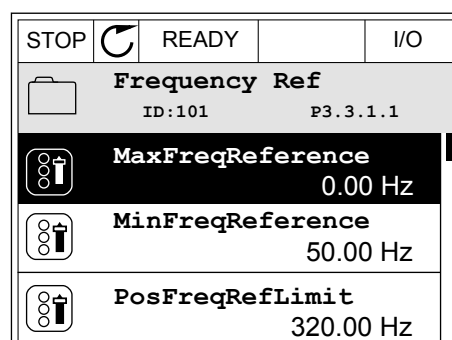 STOP READY I/O
Frequency Ref
ID:101 P3.3.1.1
MaxFreqReference
0.00 Hz
MinFreqReference
50.00 Hz
PosFreqRefLimit
320.00 Hz